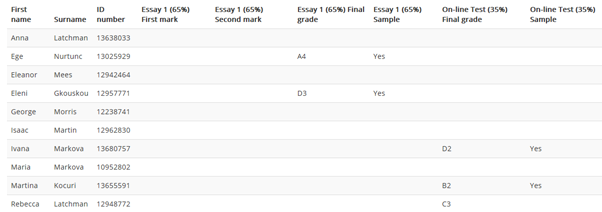 First name Surname ID number Essay 1 (65%) First mark Essay 1 (65%) Second mark Essay 1 (65%) Final grade Essay 1 (65%) Sample On-line Test (35%) Final grade On-line Test (35%) Sample
Anna Latchman 13638033
Ege Nurtunc 13025929 A4 Yes
Eleanor Mees 12942464
Eleni Gkouskou 12957771 D3 Yes
George Morris 12238741
Isaac Martin 12962830
Ivana Markova 13680757 D2 Yes
Maria Markova 10952802
Martina Kocuri 13655591 B2 Yes
Rebecca Latchman 12948772 C3